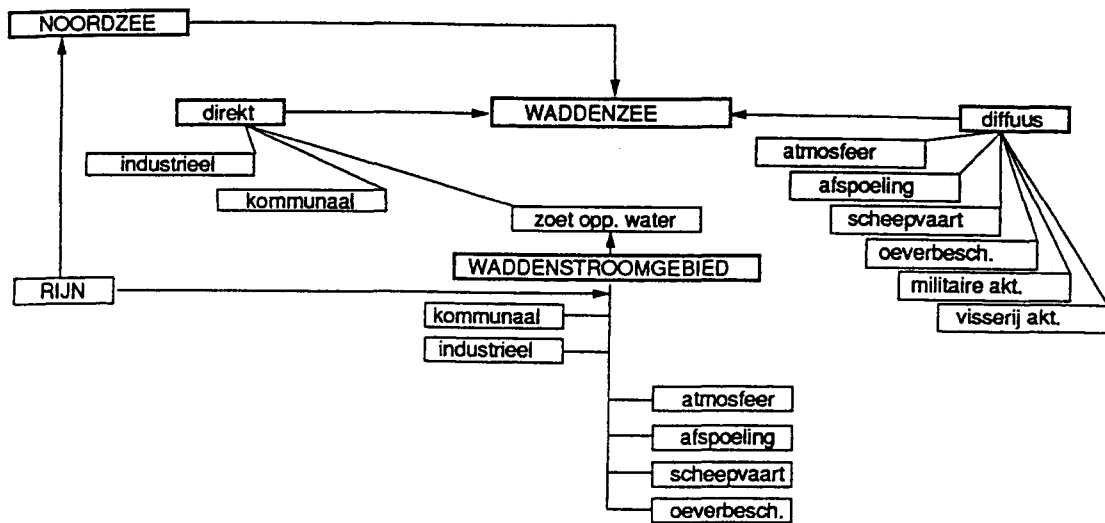 NOORDZEE
direkt
WADDENZEE
diffuus
industrieel
kommunaal
zoet opp. water
atmosfeer
afspoeling
scheepvaart
oeverbesch.
militaire akt.
visserij akt.
WADDENSTROOMGEBIED
RIJN
kommunaal
industrieel
atmosfeer
afspoeling
scheepvaart
oeverbesch.